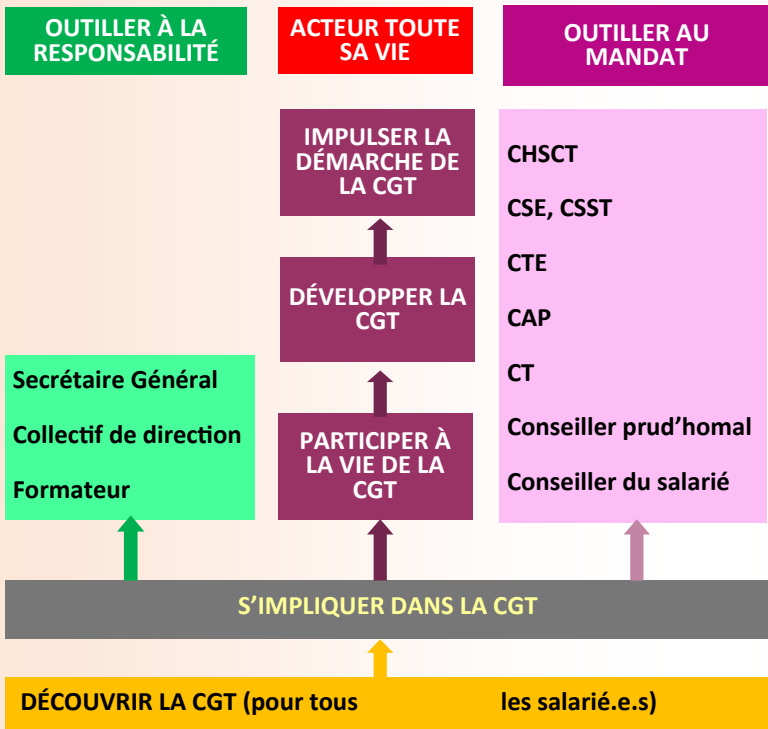 OUTILLER À LA
RESPONSABILITÉ
ACTEUR TOUTE
SA VIE
OUTILLER AU
MANDAT
IMPULSER LA
DÉMARCHE DE
LA CGT
DÉVELOPPER LA
CGT
PARTICIPER À
LA VIE DE LA
CGT
Secrétaire Général
Collectif de direction
Formateur
CHSCT
CSE, CSST
CTE
CAP
CT
Conseiller prud'homal
Conseiller du salarié
S'IMPLIQUER DANS LA CGT
DÉCOUVRIR LA CGT (pour tous les salarié.e.s)